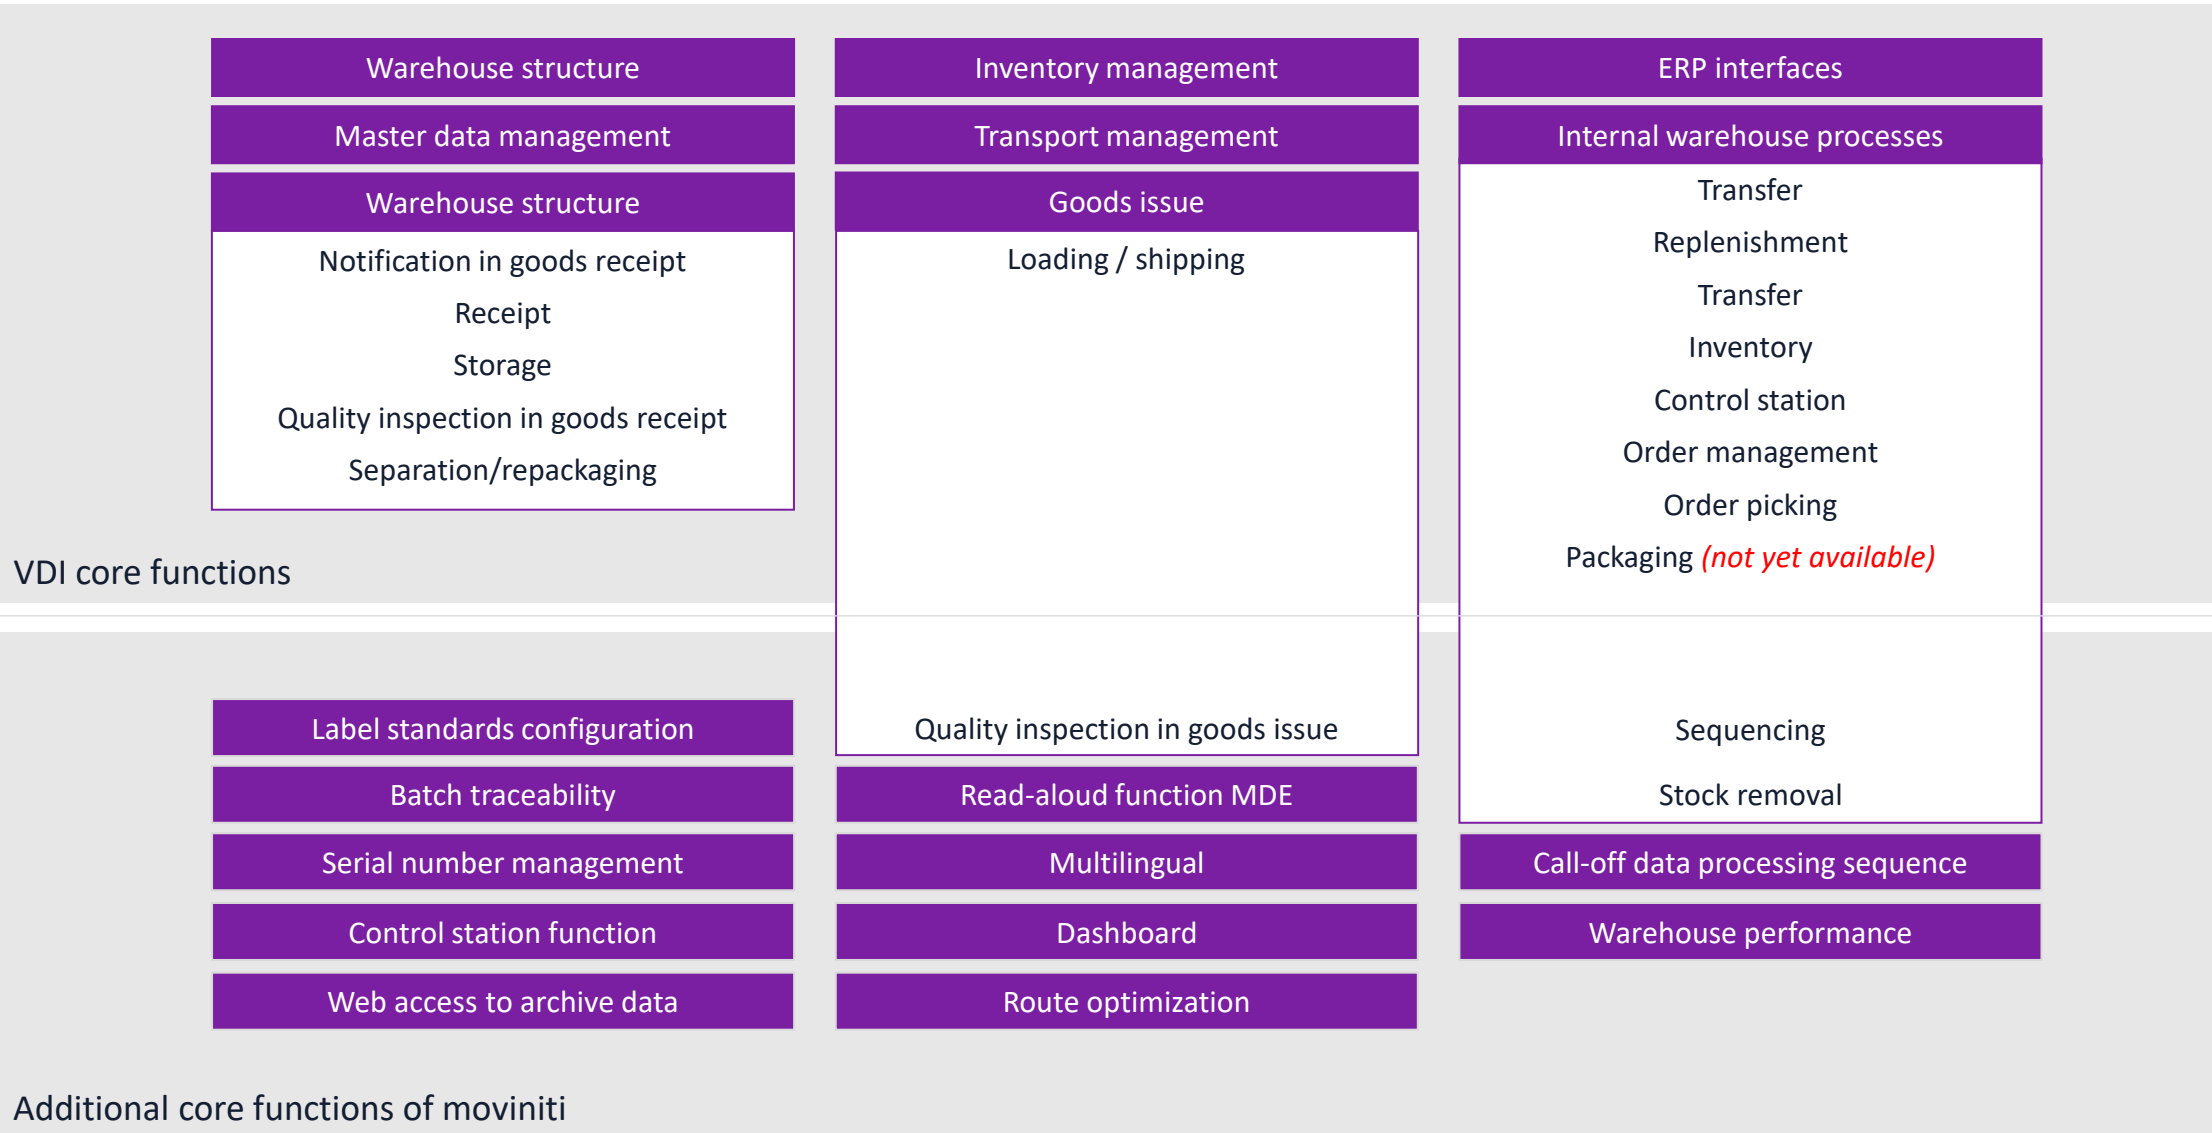 Warehouse structure
Master data management
Warehouse structure
Notification in goods receipt
Receipt
Storage
Quality inspection in goods receipt
Separation/repackaging
Inventory management
Transport management
Goods issue
Loading / shipping
ERP interfaces
Internal warehouse processes
Transfer
Replenishment
Transfer
Inventory
Control station
Order management
Order picking
Packaging (not yet available)
VDI core functions
Label standards configuration
Batch traceability
Serial number management
Control station function
Web access to archive data
Quality inspection in goods issue
Read-aloud function MDE
Multilingual
Dashboard
Route optimization
Sequencing
Stock removal
Call-off data processing sequence
Warehouse performance
Additional core functions of moviniti